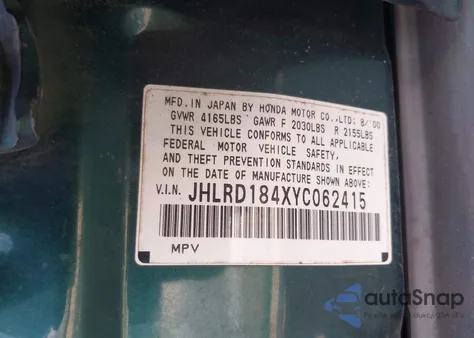 MFD. IN JAPAN BY HONDA MOTOR CO.,LTD: 8/00
GVWR 4165LBS GAWR F 2030LBS R 2155LBS
THIS VEHICLE CONFORMS TO ALL APPLICABLE
FEDERAL MOTOR VEHICLE SAFETY,
AND THEFT PREVENTION STANDARDS IN EFFECT
ON THE DATE OF MANUFACTURE SHOWN ABOVE:
V.I.N. JHLRD184XYC062415
MPV
autoSnap